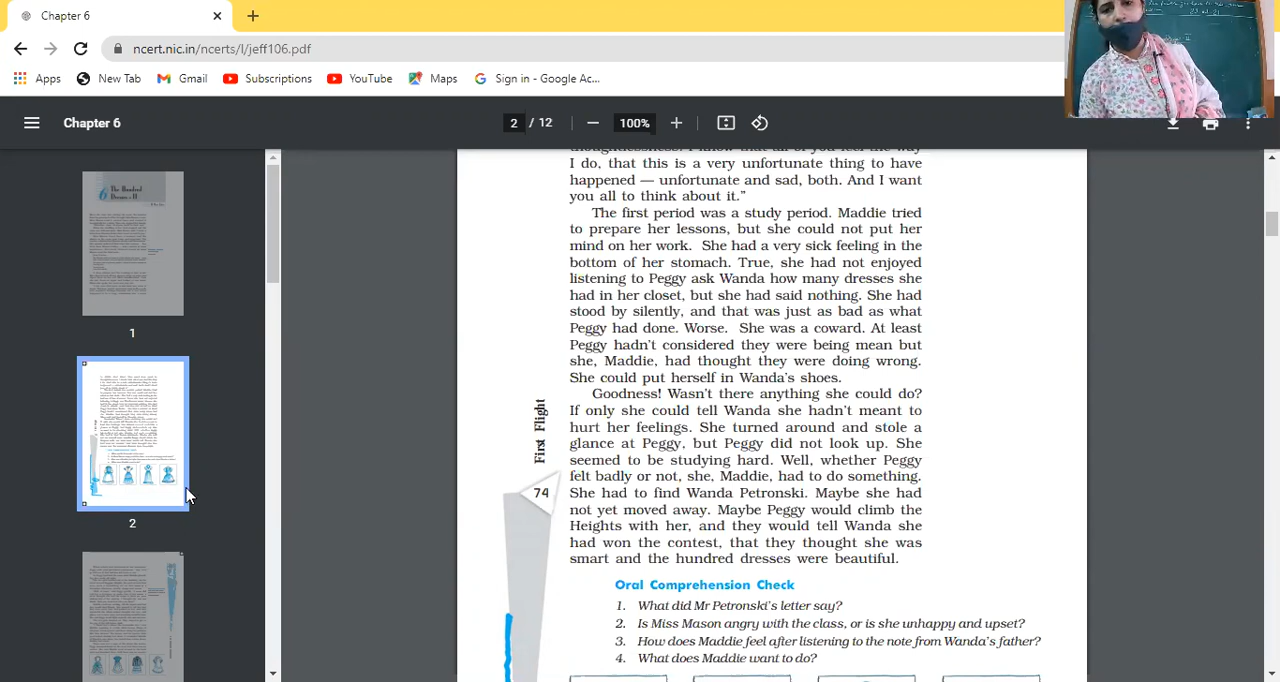 Chapter 6
ncert.nic.in/ncerts/l/jeff106.pdf
Apps New Tab Gmail Subscriptions YouTube Maps Sign in - Google Ac...
Chapter 6
2 / 12
100%
6 The
Hundred
Dresses – II
1
2
thoughtlessness. I know that all of you feel the way
I do, that this is a very unfortunate thing to have
happened — unfortunate and sad, both. And I want
you all to think about it.”
The first period was a study period. Maddie tried
to prepare her lessons, but she could not put her
mind on her work. She had a very sick feeling in the
bottom of her stomach. True, she had not enjoyed
listening to Peggy ask Wanda how many dresses she
had in her closet, but she had said nothing. She had
stood by silently, and that was just as bad as what
Peggy had done. Worse. She was a coward. At least
Peggy hadn’t considered they were being mean but
she, Maddie, had thought they were doing wrong.
She could put herself in Wanda’s shoes.
Goodness! Wasn’t there anything she could do?
If only she could tell Wanda she hadn’t meant to
hurt her feelings. She turned around and stole a
glance at Peggy, but Peggy did not look up. She
seemed to be studying hard. Well, whether Peggy
felt badly or not, she, Maddie, had to do something.
She had to find Wanda Petronski. Maybe she had
not yet moved away. Maybe Peggy would climb the
Heights with her, and they would tell Wanda she
had won the contest, that they thought she was
smart and the hundred dresses were beautiful.
First Flight
74
Oral Comprehension Check
1. What did Mr Petronski’s letter say?
2. Is Miss Mason angry with the class, or is she unhappy and upset?
3. How does Maddie feel after listening to the note from Wanda’s father?
4. What does Maddie want to do?